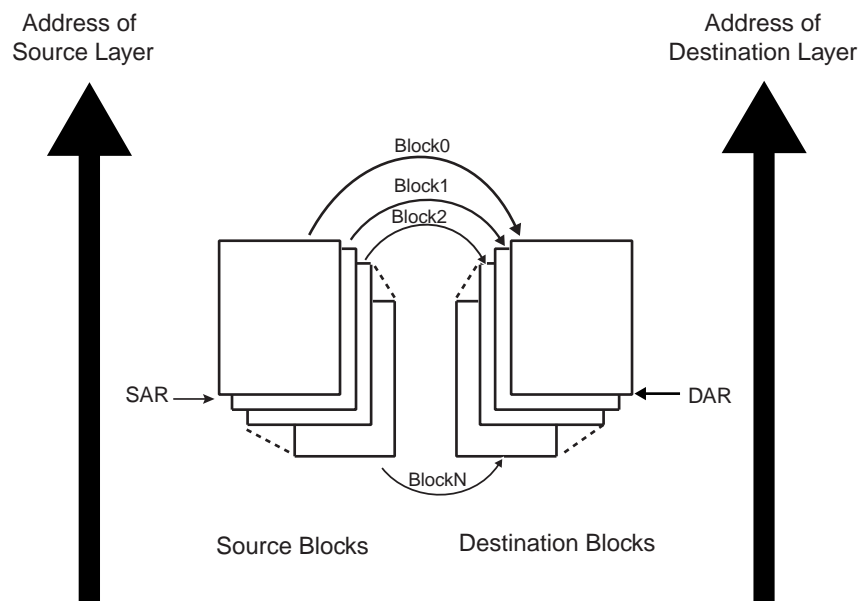 Address of
Source Layer
Address of
Destination Layer
Block0
Block1
Block2
SAR
DAR
BlockN
Source Blocks
Destination Blocks